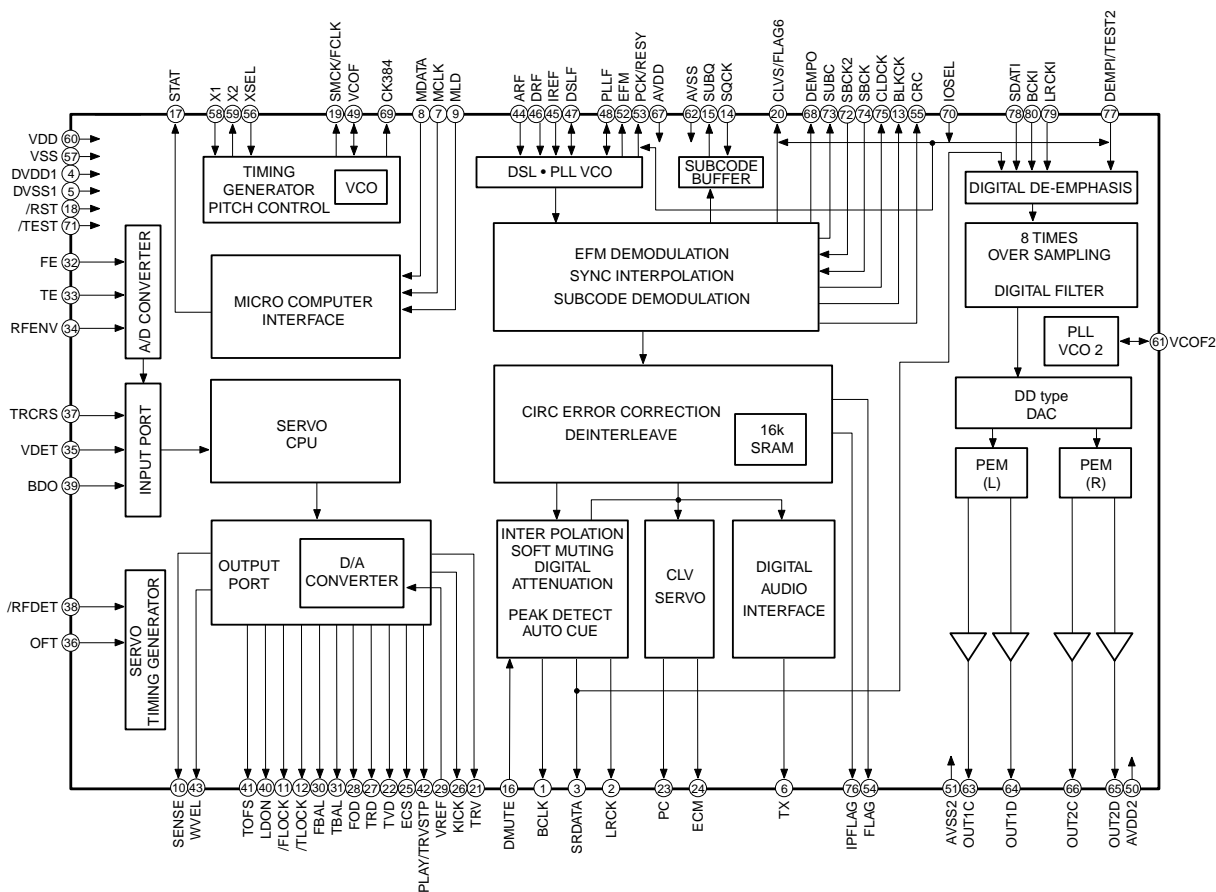 STAT
X1
X2
XSEL
SMCK/FCLK
VCOF
CK384
MDATA
MCLK
MLD
ARF
DRF
IREF
DSLF
PLLF
EFM
PCK/RESY
AVDD
AVSS
SUBQ
SQCK
CLVS/FLAG6
DEMPO
SUBC
SBCK2
SBCK
CLDCK
BLKCK
CRC
IOSEL
SDATI
BCKI
LRCKI
DEMPI/TEST2
17
58
59
56
19
49
69
8
7
9
44
46
45
47
48
52
53
67
62
15
14
20
68
73
72
74
75
13
55
70
78
80
79
77
VDD 60
VSS 57
DVDD1 4
DVSS1 5
/RST 18
/TEST 71
FE 32
TE 33
RFENV 34
TRCRS 37
VDET 35
BDO 39
/RFDET 38
OFT 36
A/D CONVERTER
INPUT PORT
SERVO
TIMING GENERATOR
TIMING
GENERATOR
PITCH CONTROL
VCO
MICRO COMPUTER
INTERFACE
SERVO
CPU
OUTPUT
PORT
D/A
CONVERTER
DSL • PLL VCO
SUBCODE
BUFFER
EFM DEMODULATION
SYNC INTERPOLATION
SUBCODE DEMODULATION
CIRC ERROR CORRECTION
DEINTERLEAVE
16k
SRAM
INTER POLATION
SOFT MUTING
DIGITAL
ATTENUATION
PEAK DETECT
AUTO CUE
CLV
SERVO
DIGITAL
AUDIO
INTERFACE
DIGITAL DE-EMPHASIS
8 TIMES
OVER SAMPLING
DIGITAL FILTER
PLL
VCO 2
61 VCOF2
DD type
DAC
PEM
(L)
PEM
(R)
10
43
41
40
11
12
30
31
28
27
22
25
42
29
26
21
16
1
3
2
23
24
6
76
54
51
63
64
66
65
50
SENSE
WVEL
TOFS
LDON
/FLOCK
/TLOCK
FBAL
TBAL
FOD
TRD
TVD
ECS
PLAY/TRVSTP
VREF
KICK
TRV
DMUTE
BCLK
SRDATA
LRCK
PC
ECM
TX
IPFLAG
FLAG
AVSS2
OUT1C
OUT1D
OUT2C
OUT2D
AVDD2